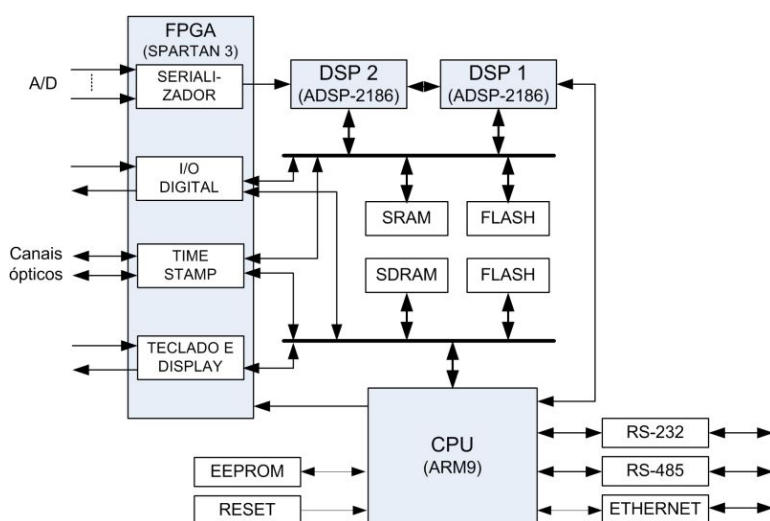 FPGA
(SPARTAN 3)
A/D
SERIALI-
ZADOR
DSP 2
(ADSP-2186)
DSP 1
(ADSP-2186)
I/O
DIGITAL
SRAM
FLASH
Canais
ópticos
TIME
STAMP
SDRAM
FLASH
TECLADO E
DISPLAY
CPU
(ARM9)
RS-232
EEPROM
RS-485
RESET
ETHERNET